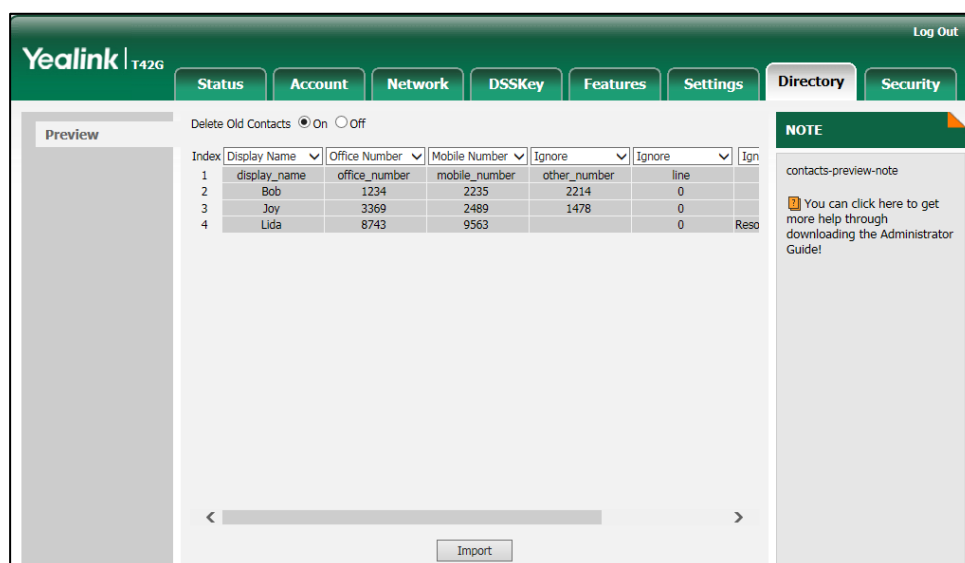 Log Out
Yealink | T42G
Status Account Network DSSKey Features Settings Directory Security
Preview
Delete Old Contacts On Off
Index Display Name Office Number Mobile Number Ignore Ignore Ign
1 display_name office_number mobile_number other_number line
2 Bob 1234 2235 2214 0
3 Joy 3369 2489 1478 0
4 Lida 8743 9563 0 Reso
Import
NOTE
contacts-preview-note
You can click here to get
more help through
downloading the Administrator
Guide!